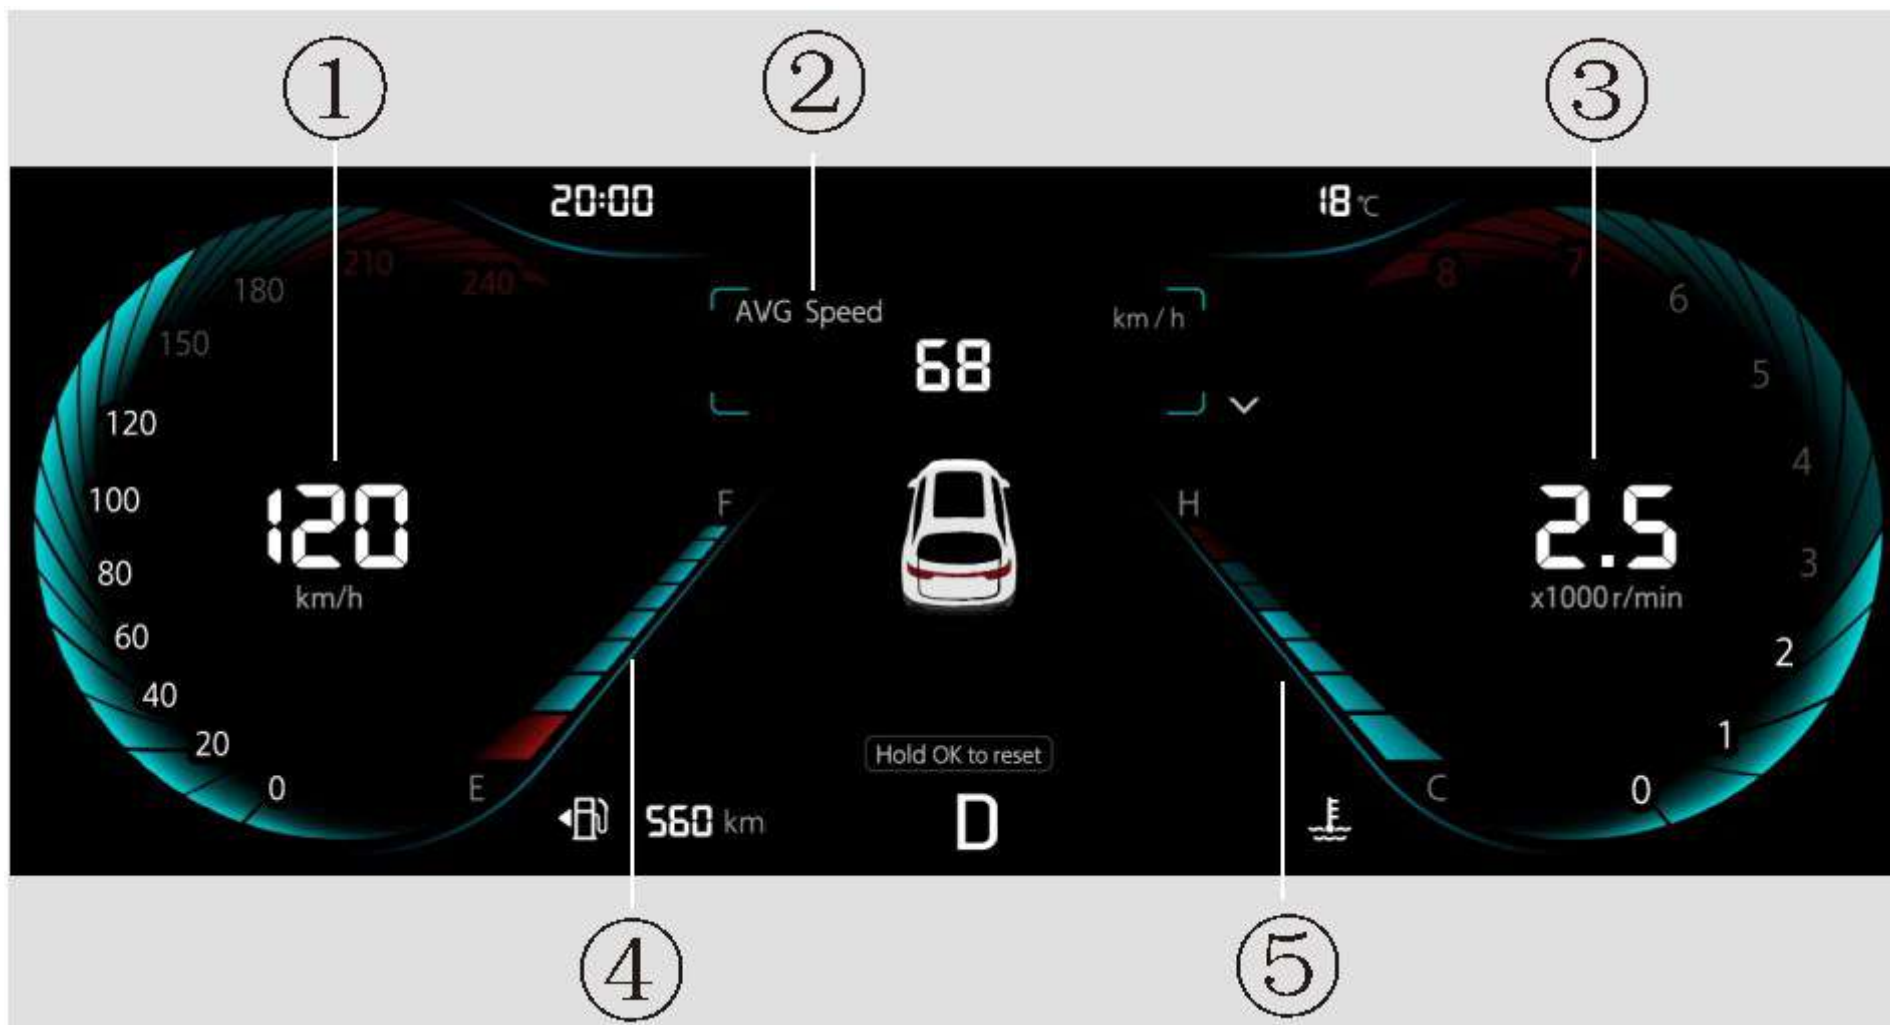 ① ② ③
20:00
18 ℃
180 210 240
150
120
100
80
60
40
20
0
120
km/h
AVG Speed km / h
68
F
E
560 km
Hold OK to reset
D
H
C
8 7 6
5
4
3
2
1
0
2.5
x1000 r/min
④ ⑤